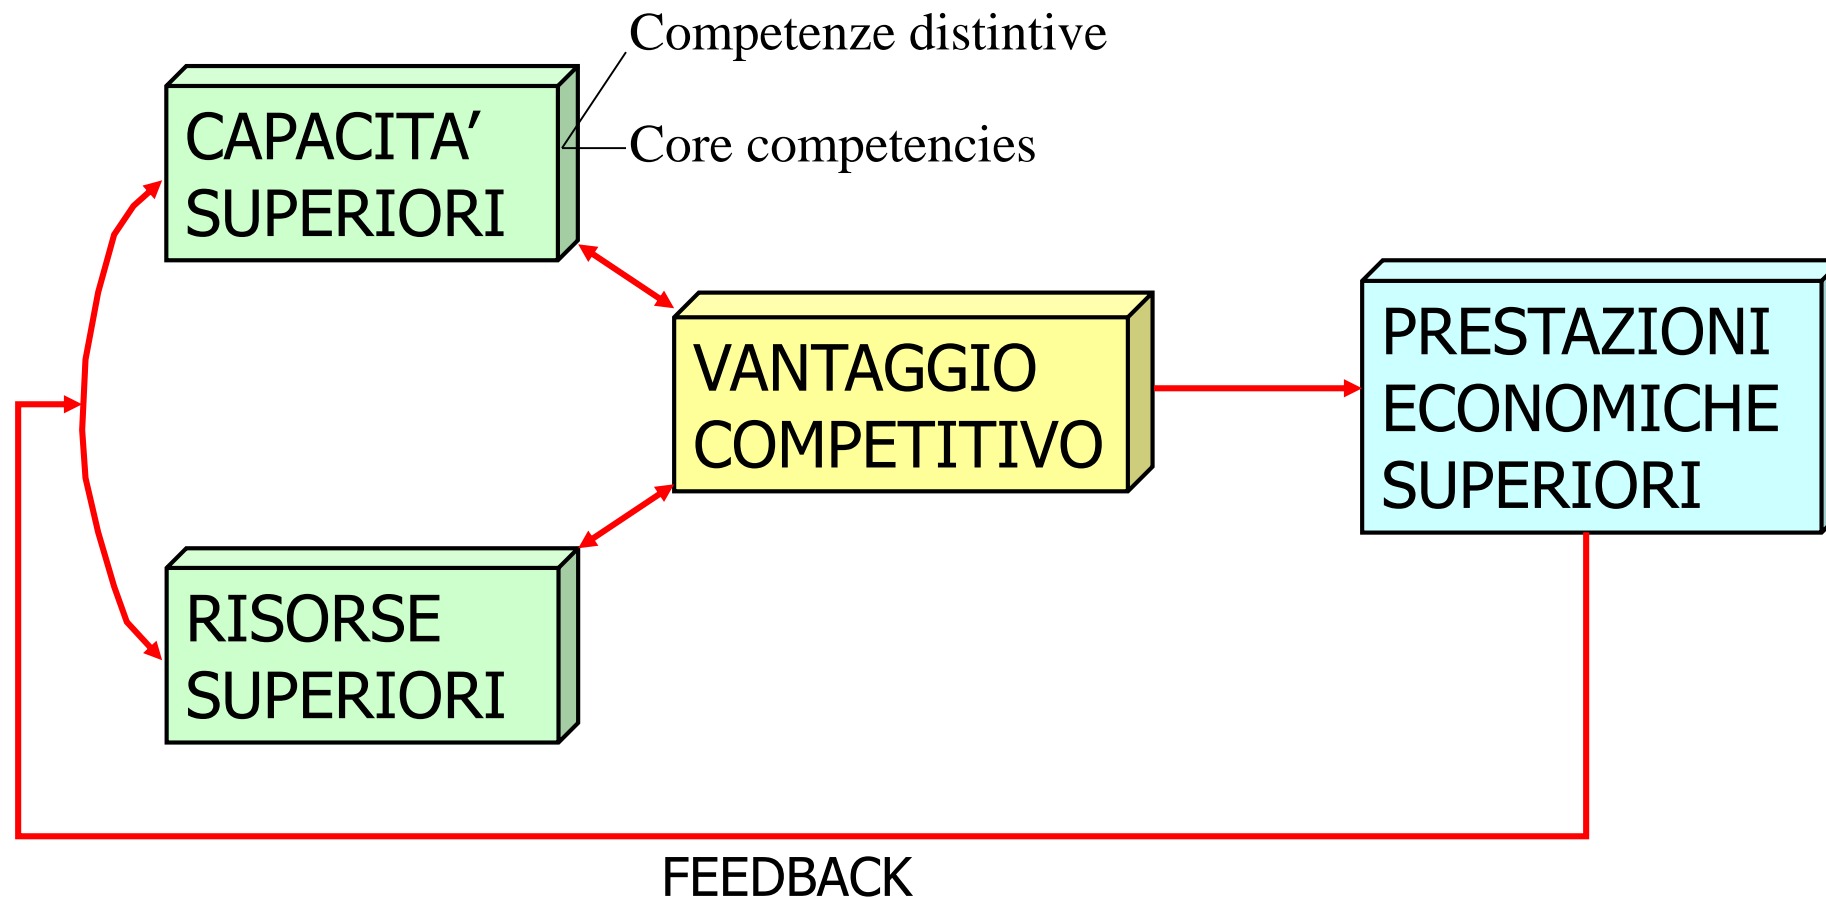 Competenze distintive
Core competencies
CAPACITA’
SUPERIORI
VANTAGGIO
COMPETITIVO
PRESTAZIONI
ECONOMICHE
SUPERIORI
RISORSE
SUPERIORI
FEEDBACK